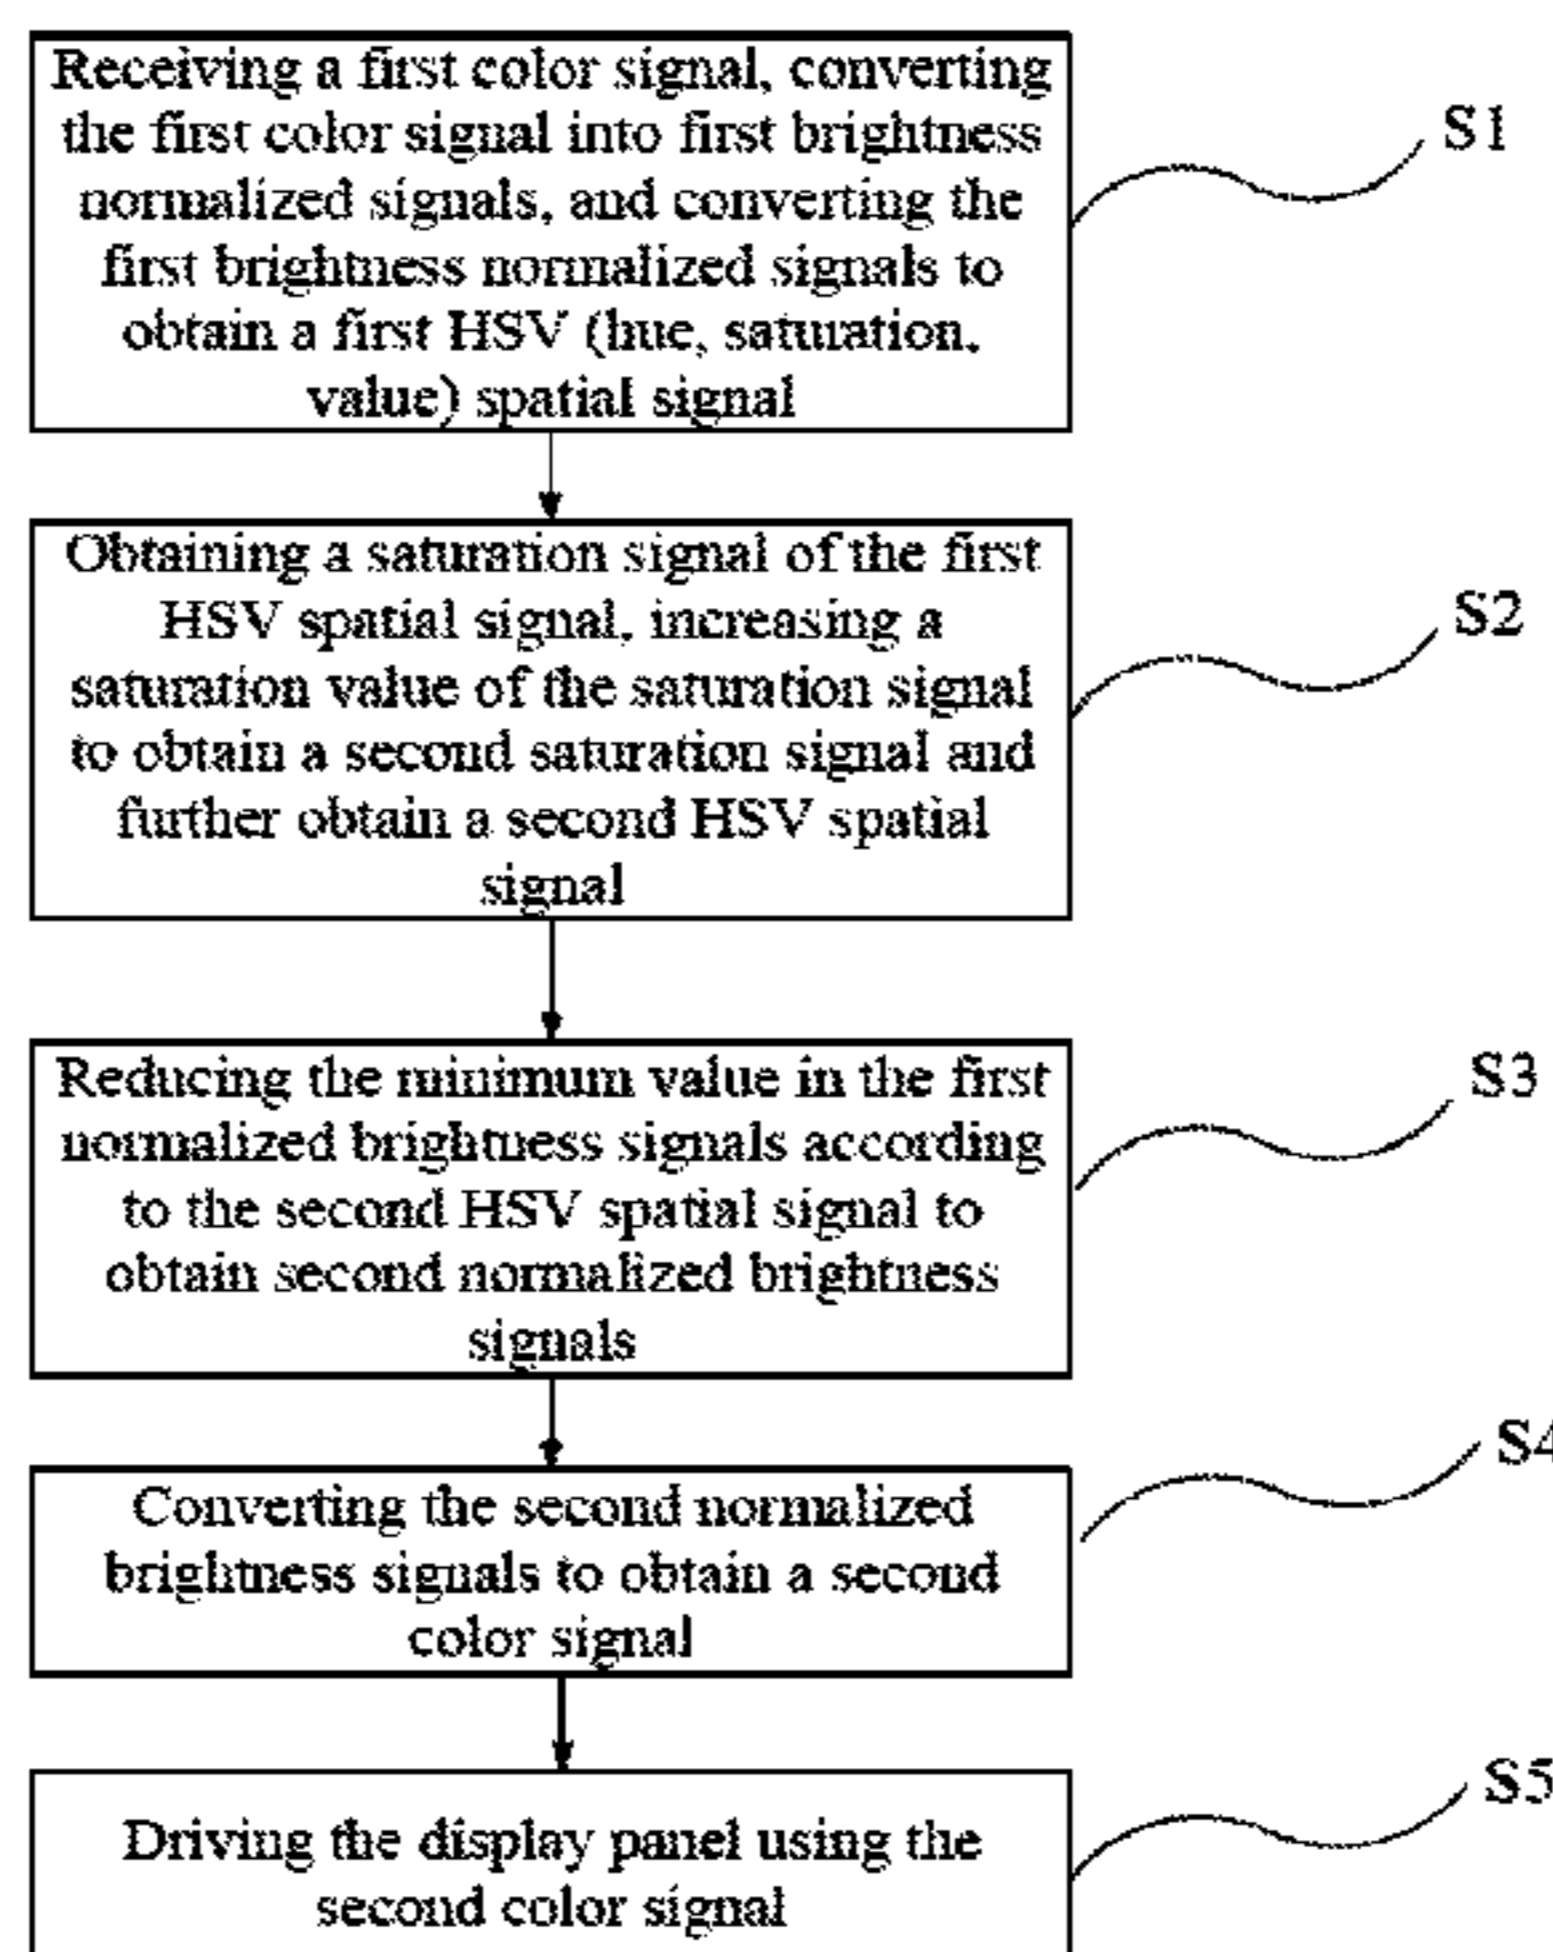 Receiving a first color signal, converting
the first color signal into first brightness
normalized signals, and converting the
first brightness normalized signals to
obtain a first HSV (hue, saturation,
value) spatial signal
S1
Obtaining a saturation signal of the first
HSV spatial signal, increasing a
saturation value of the saturation signal
to obtain a second saturation signal and
further obtain a second HSV spatial
signal
S2
Reducing the minimum value in the first
normalized brightness signals according
to the second HSV spatial signal to
obtain second normalized brightness
signals
S3
Converting the second normalized
brightness signals to obtain a second
color signal
S4
Driving the display panel using the
second color signal
S5